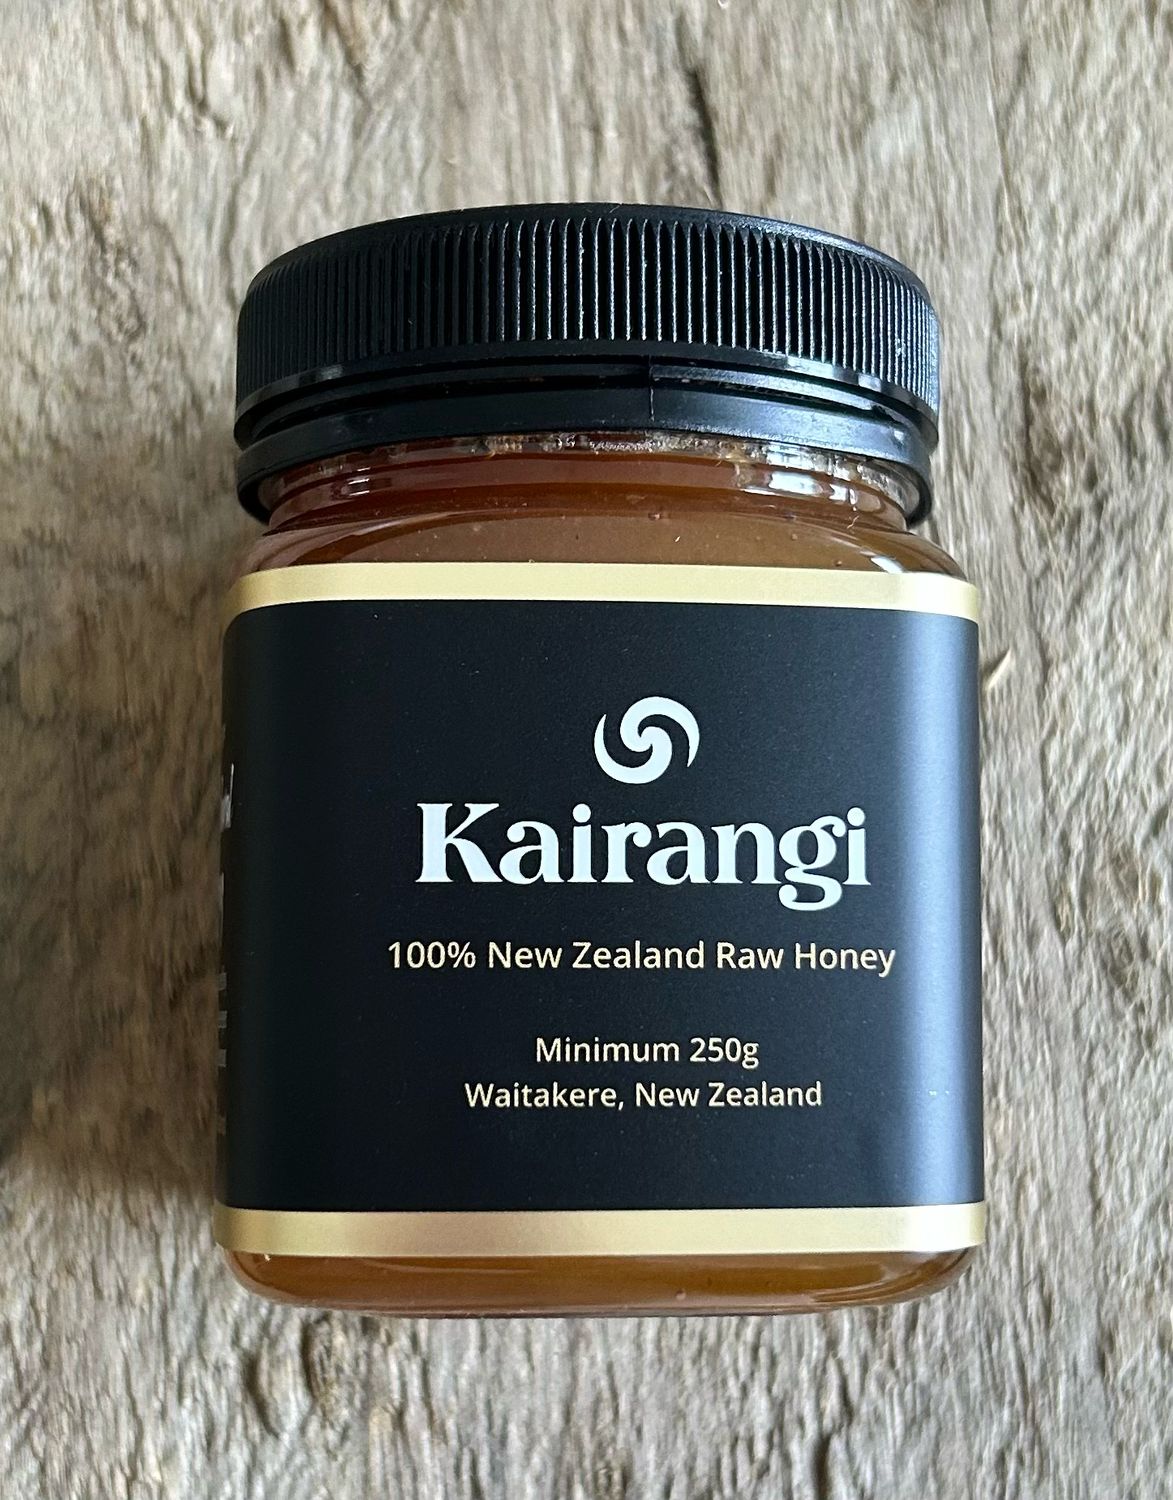 Kairangi
100% New Zealand Raw Honey
Minimum 250g
Waitakere, New Zealand